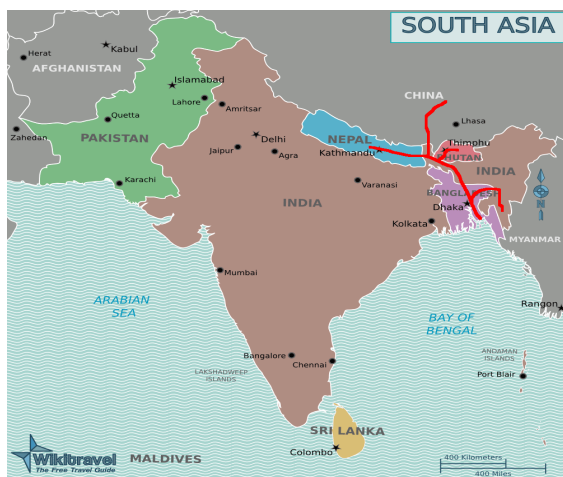 SOUTH ASIA
Herat
Kabul
AFGHANISTAN
Islamabad
CHINA
Lahore
Amritsar
Quetta
Lhasa
Zahedan
PAKISTAN
Delhi
NEPAL
Thimphu
Jaipur
Agra
Kathmandu
BHUTAN
INDIA
Karachi
Varanasi
BANGLADESH
INDIA
Dhaka
N
Kolkata
MYANMAR
Mumbai
ARABIAN
SEA
BAY OF
BENGAL
Rangon
Bangalore
Chennai
ANDAMAN
ISLANDS
LAKSHADWEEP
ISLANDS
Port Blair
SRI LANKA
Colombo
Wikitravel
The Free Travel Guide
MALDIVES
400 Kilometers
400 Miles